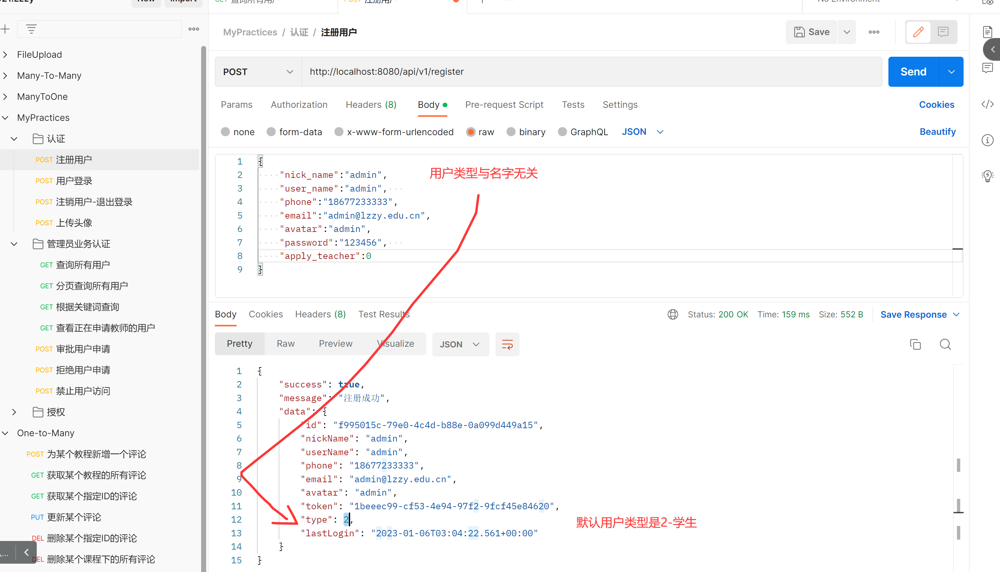 New
Import
GET 查询所有用户
POST 注册用户
No Environment
MyPractices / 认证 / 注册用户
Save
FileUpload
Many-To-Many
ManyToOne
MyPractices
认证
POST 注册用户
POST 用户登录
POST 注销用户-退出登录
POST 上传头像
管理员业务认证
GET 查询所有用户
GET 分页查询所有用户
GET 根据关键词查询
GET 查看正在申请教师的用户
POST 审批用户申请
POST 拒绝用户申请
POST 禁止用户访问
授权
One-to-Many
POST 为某个教程新增一个评论
GET 获取某个教程的所有评论
GET 获取某个指定ID的评论
PUT 更新某个评论
DEL 删除某个指定ID的评论
DEL 删除某个课程下的所有评论
POST http://localhost:8080/api/v1/register Send
Params Authorization Headers (8) Body Pre-request Script Tests Settings Cookies
none form-data x-www-form-urlencoded raw binary GraphQL JSON Beautify
1 {
2 "nick_name":"admin",
3 "user_name":"admin",
4 "phone":"18677233333",
5 "email":"admin@lzzy.edu.cn",
6 "avatar":"admin",
7 "password":"123456",
8 "apply_teacher":0
9 }
用户类型与名字无关
Body Cookies Headers (8) Test Results Status: 200 OK Time: 159 ms Size: 552 B Save Response
Pretty Raw Preview Visualize JSON
1 {
2 "success": true,
3 "message": "注册成功",
4 "data": {
5 "id": "f995015c-79e0-4c4d-b88e-0a099d449a15",
6 "nickName": "admin",
7 "userName": "admin",
8 "phone": "18677233333",
9 "email": "admin@lzzy.edu.cn",
10 "avatar": "admin",
11 "token": "1beeec99-cf53-4e94-97f2-9fcf45e84620",
12 "type": 2,
13 "lastLogin": "2023-01-06T03:04:22.561+00:00"
14 }
15 }
默认用户类型是2-学生